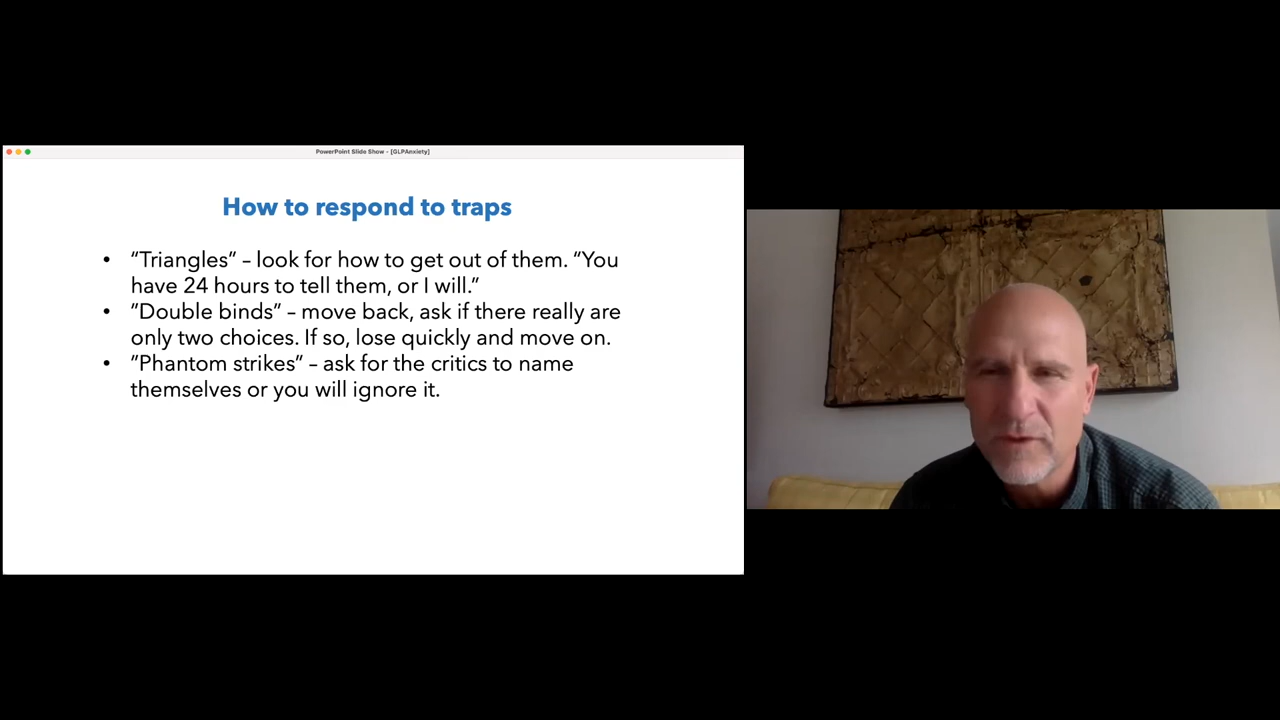 PowerPoint Slide Show - [GLPAnxiety]
How to respond to traps
• ”Triangles” – look for how to get out of them. “You
have 24 hours to tell them, or I will.”
• ”Double binds” – move back, ask if there really are
only two choices. If so, lose quickly and move on.
• ”Phantom strikes” – ask for the critics to name
themselves or you will ignore it.